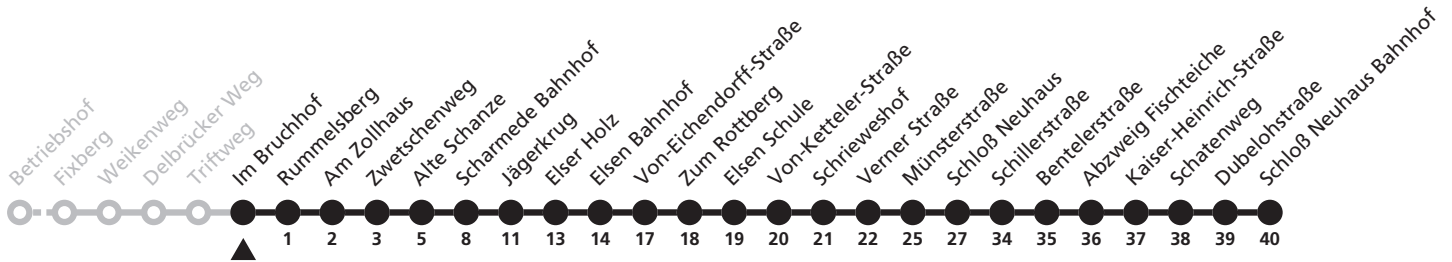 Betriebshof
Fixberg
Weikenweg
Delbrücker Weg
Triftweg
Im Bruchhof
Rummelsberg
Am Zollhaus
Zwetschenweg
Alte Schanze
Scharmede Bahnhof
Jägerkrug
Elser Holz
Elsen Bahnhof
Von-Eichendorff-Straße
Zum Rottberg
Elsen Schule
Von-Ketteler-Straße
Schrieweshof
Verner Straße
Münsterstraße
Schloß Neuhaus
Schillerstraße
Bentelerstraße
Abzweig Fischteiche
Kaiser-Heinrich-Straße
Schatenweg
Dubelohstraße
Schloß Neuhaus Bahnhof
1 2 3 5 8 11 13 14 17 18 19 20 21 22 25 27 34 35 36 37 38 39 40